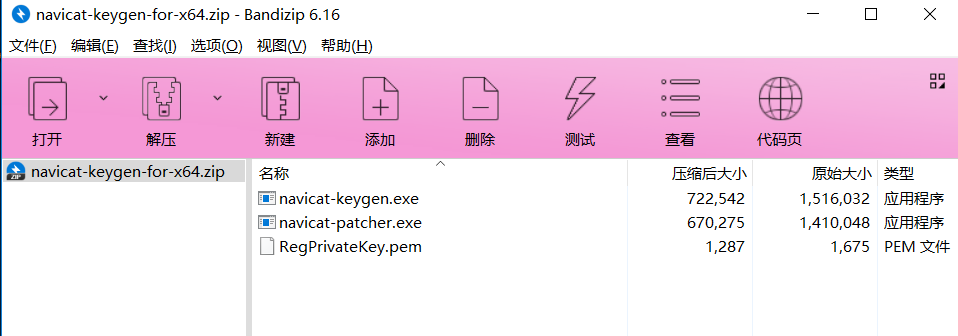 navicat-keygen-for-x64.zip - Bandizip 6.16
文件(F) 编辑(E) 查找(I) 选项(O) 视图(V) 帮助(H)
打开 解压 新建 添加 删除 测试 查看 代码页
ZIP navicat-keygen-for-x64.zip
名称 压缩后大小 原始大小 类型
navicat-keygen.exe 722,542 1,516,032 应用程序
navicat-patcher.exe 670,275 1,410,048 应用程序
RegPrivateKey.pem 1,287 1,675 PEM 文件